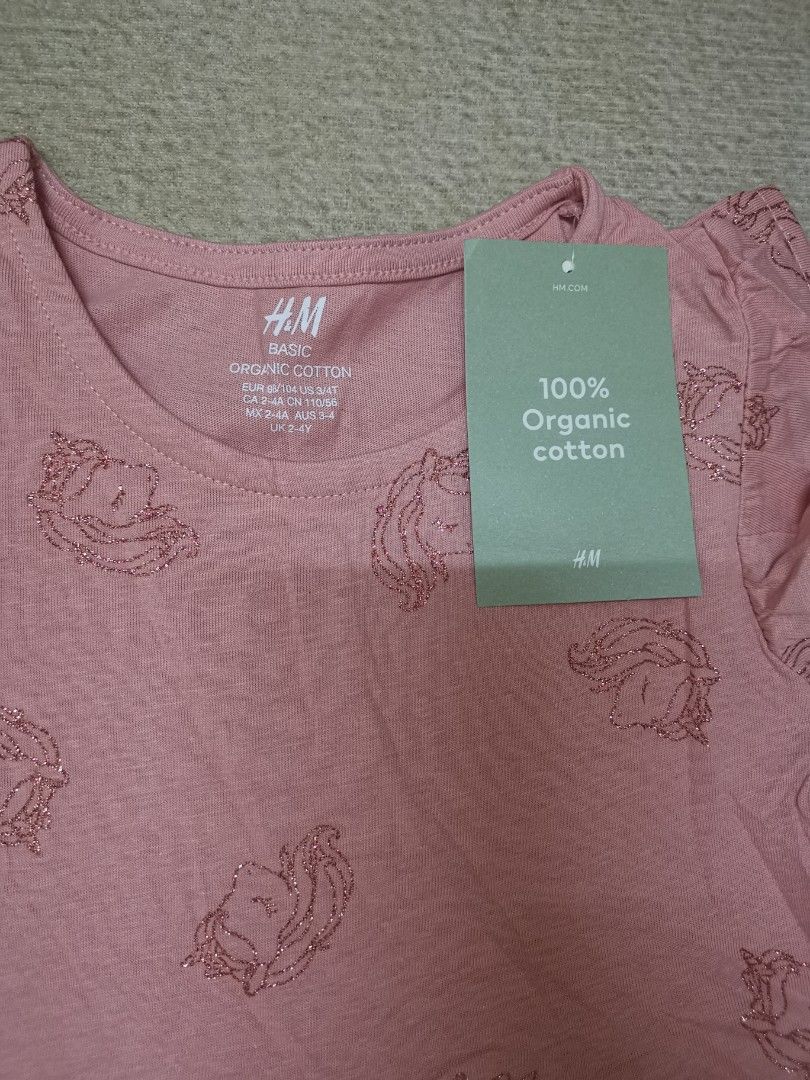 H&M
BASIC
ORGANIC COTTON
EUR 98/104 US 3/4T
CA 2-4A CN 110/56
MX 2-4A AUS 3-4
UK 2-4Y
HM.COM
100%
Organic
cotton
H&M